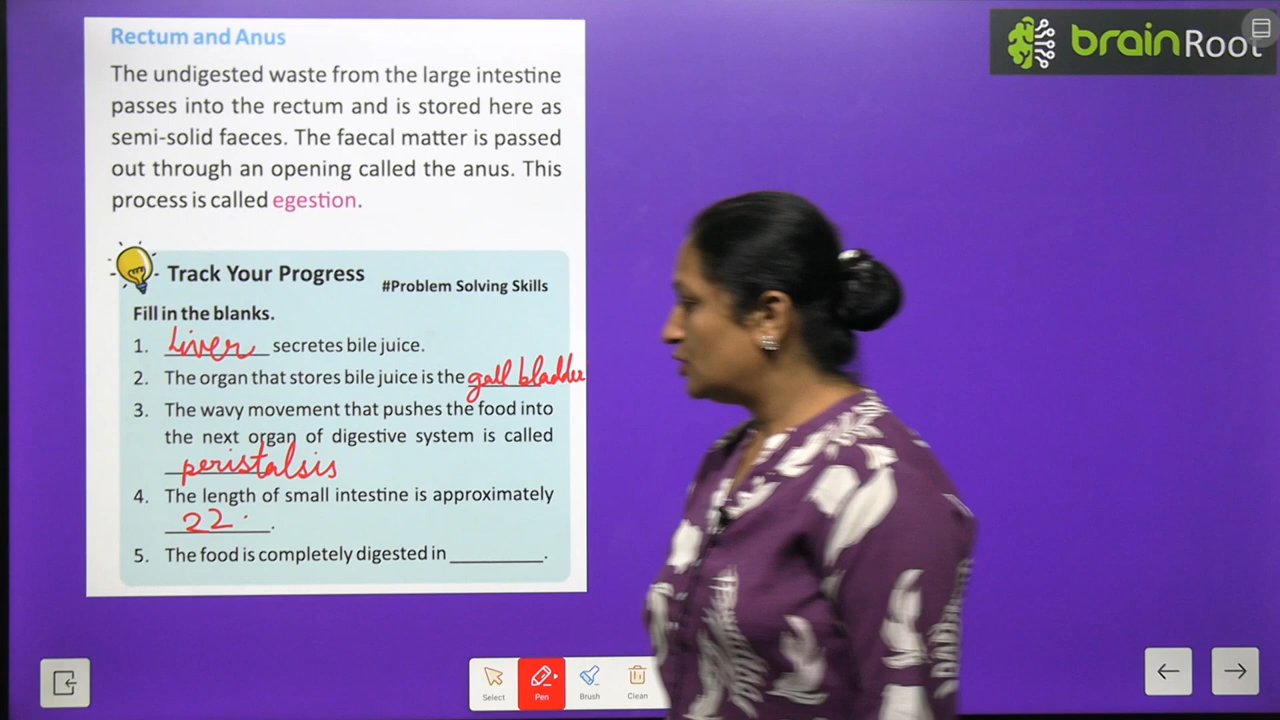 Rectum and Anus
The undigested waste from the large intestine
passes into the rectum and is stored here as
semi-solid faeces. The faecal matter is passed
out through an opening called the anus. This
process is called egestion.
Track Your Progress
#Problem Solving Skills
Fill in the blanks.
1. Liver secretes bile juice.
2. The organ that stores bile juice is the gall bladder
3. The wavy movement that pushes the food into
the next organ of digestive system is called
peristalsis
4. The length of small intestine is approximately
22.
5. The food is completely digested in ________.
brainRoot
Select
Pen
Brush
Clean